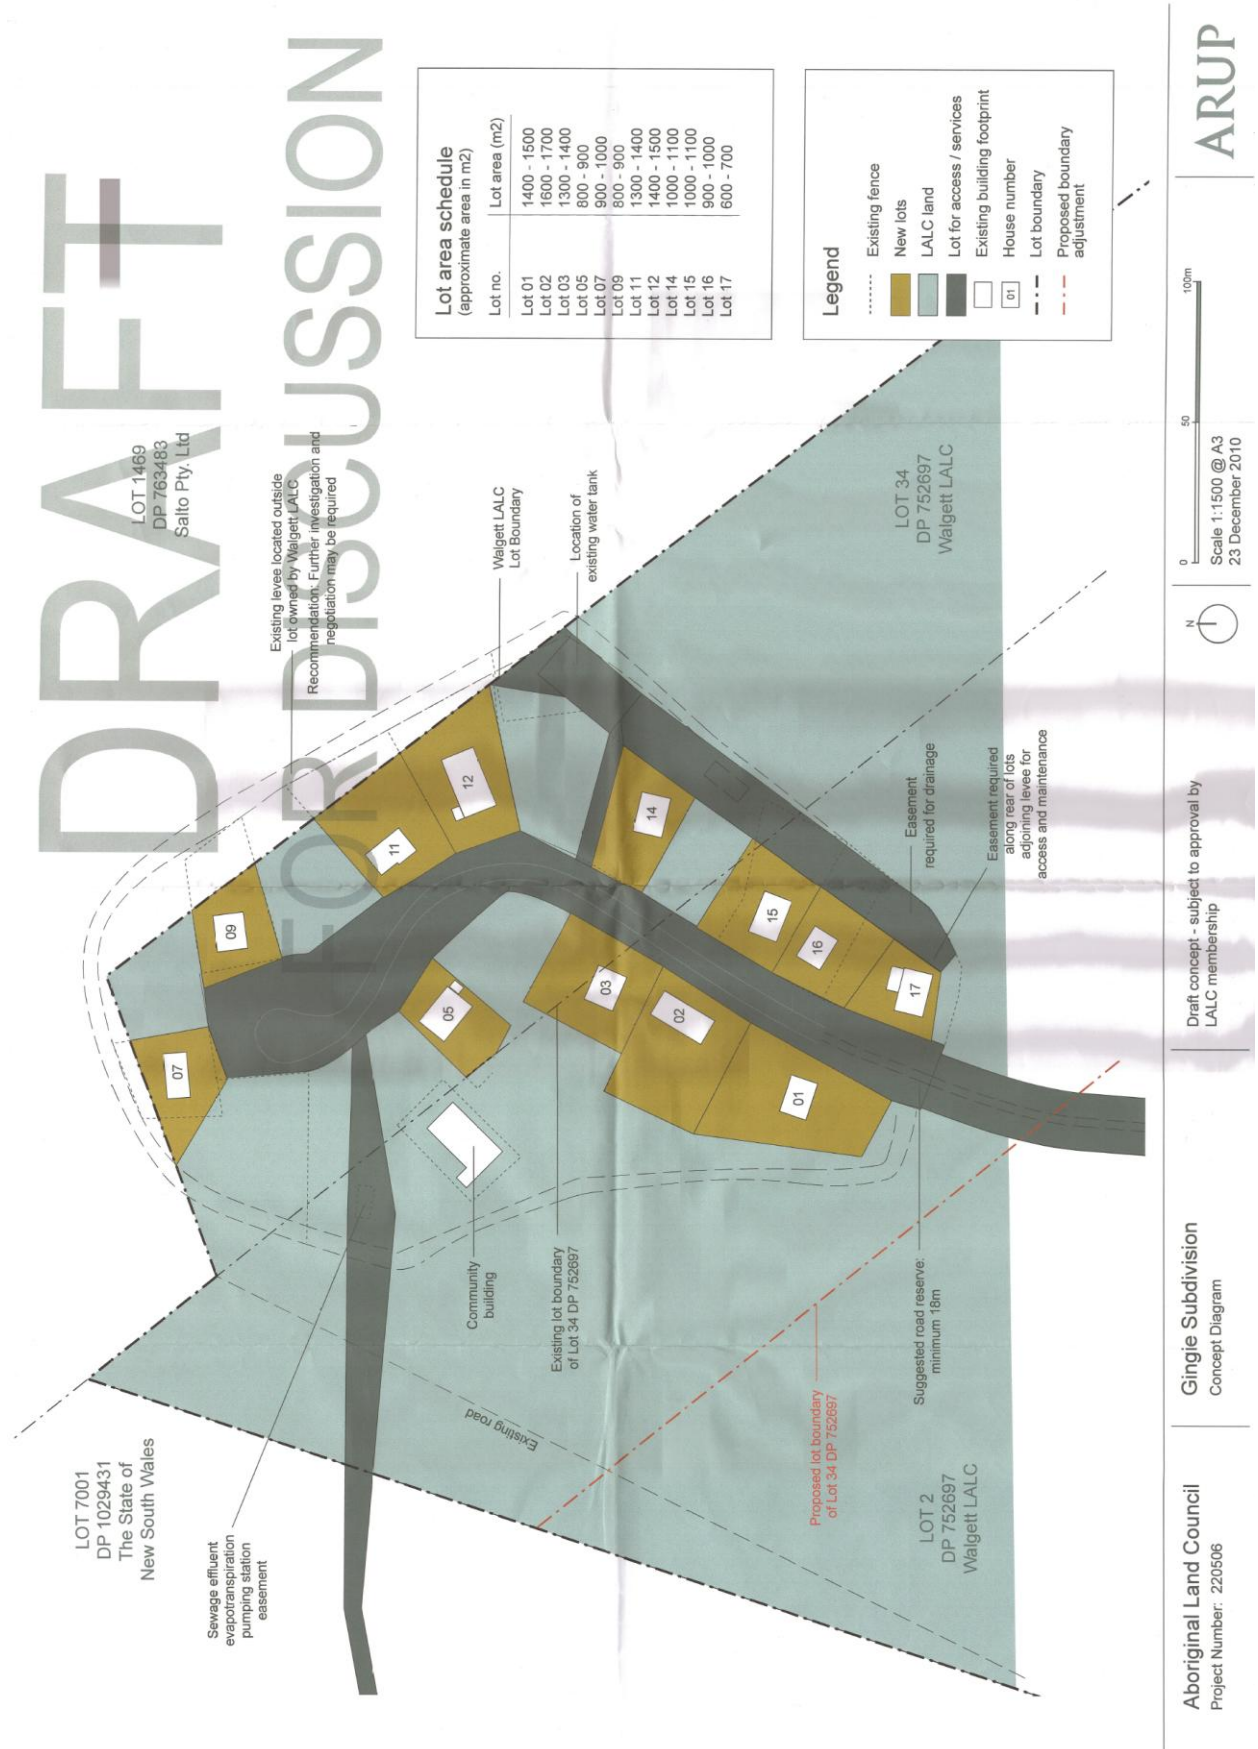 DRAFT
FOR DISCUSSION
LOT 1469
DP 763483
Salto Pty. Ltd
Existing levee located outside
lot owned by Walgett LALC
Recommendation: Further investigation and
negotiation may be required
Walgett LALC
Lot Boundary
Location of
existing water tank
LOT 34
DP 752697
Walgett LALC
LOT 7001
DP 1029431
The State of
New South Wales
Sewage effluent
evapotranspiration
pumping station
easement
Community
building
Existing lot boundary
of Lot 34 DP 752697
Existing road
Proposed lot boundary
of Lot 34 DP 752697
Suggested road reserve:
minimum 18m
LOT 2
DP 752697
Walgett LALC
Easement
required for drainage
Easement required
along rear of lots
adjoining levee for
access and maintenance
07
09
11
12
05
03
02
01
14
15
16
17
Lot area schedule
(approximate area in m2)
Lot no. Lot area (m2)
Lot 01 1400 - 1500
Lot 02 1600 - 1700
Lot 03 1300 - 1400
Lot 05 800 - 900
Lot 07 900 - 1000
Lot 09 800 - 900
Lot 11 1300 - 1400
Lot 12 1400 - 1500
Lot 14 1000 - 1100
Lot 15 1000 - 1100
Lot 16 900 - 1000
Lot 17 600 - 700
Legend
Existing fence
New lots
LALC land
Lot for access / services
Existing building footprint
01 House number
Lot boundary
Proposed boundary
adjustment
Aboriginal Land Council
Project Number: 220506
Gingie Subdivision
Concept Diagram
Draft concept - subject to approval by
LALC membership
N
0 50 100m
Scale 1:1500 @ A3
23 December 2010
ARUP